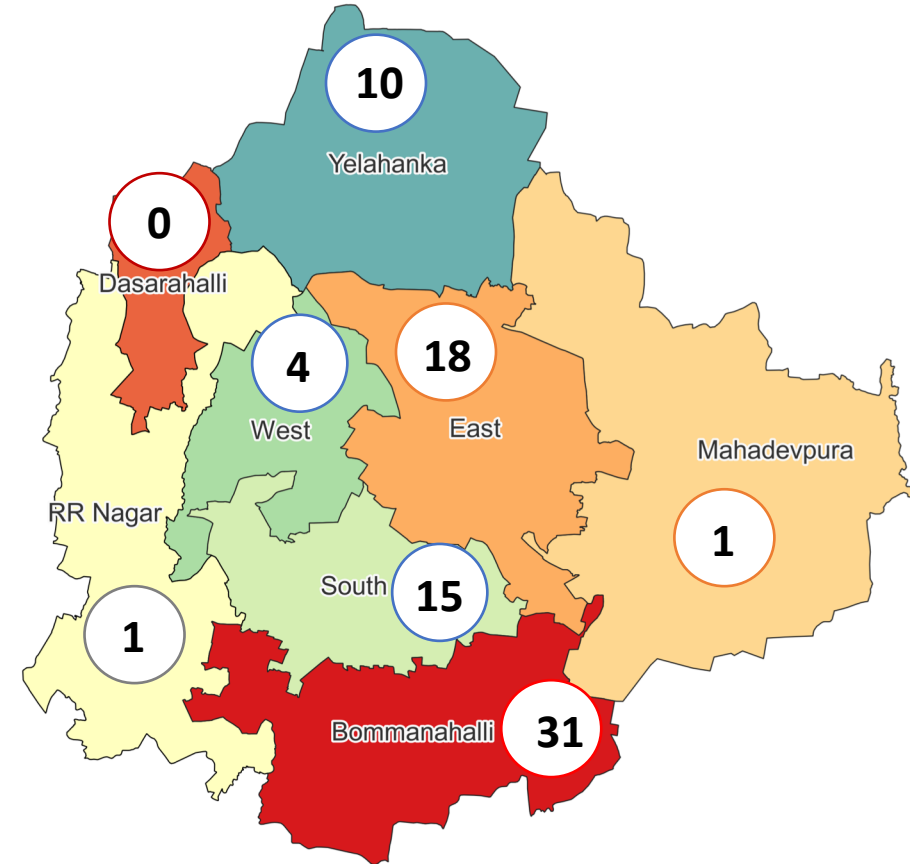 10
Yelahanka
0
Dasarahalli
4
18
West
East
Mahadevpura
RR Nagar
1
South
15
1
Bommanahalli
31